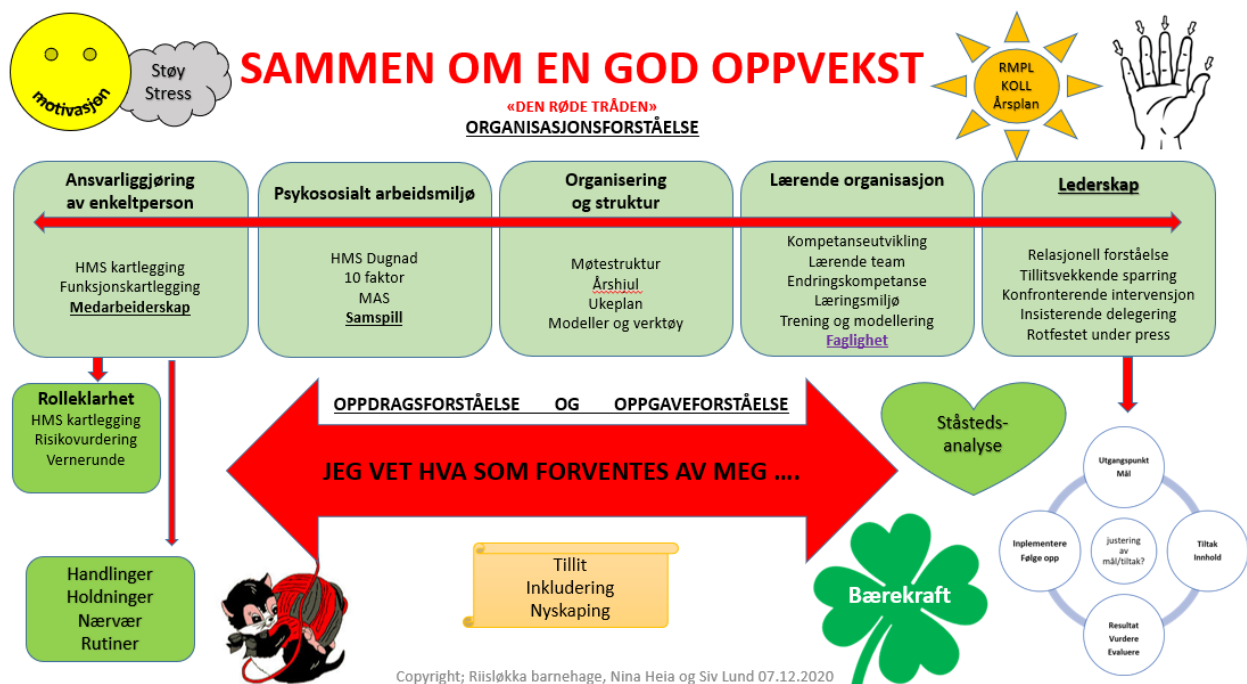 motivasjon
Støy
Stress
SAMMEN OM EN GOD OPPVEKST
«DEN RØDE TRÅDEN»
ORGANISASJONSFORSTÅELSE
RMPL
KOLL
Årsplan
Ansvarliggjøring
av enkeltperson
HMS kartlegging
Funksjonskartlegging
Medarbeiderskap
Psykososialt arbeidsmiljø
HMS Dugnad
10 faktor
MAS
Samspill
Organisering
og struktur
Møtestruktur
Årshjul
Ukeplan
Modeller og verktøy
Lærende organisasjon
Kompetanseutvikling
Lærende team
Endringskompetanse
Læringsmiljø
Trening og modellering
Faglighet
Lederskap
Relasjonell forståelse
Tillitsvekkende sparring
Konfronterende intervensjon
Insisterende delegering
Rotfestet under press
Rolleklarhet
HMS kartlegging
Risikovurdering
Vernerunde
OPPDRAGSFORSTÅELSE OG OPPGAVEFORSTÅELSE
JEG VET HVA SOM FORVENTES AV MEG ....
Ståsteds-
analyse
Utgangspunkt
Mål
Tiltak
Innhold
Resultat
Vurdere
Evaluere
Inplementere
Følge opp
justering
av
mål/tiltak?
Handlinger
Holdninger
Nærvær
Rutiner
Tillit
Inkludering
Nyskaping
Bærekraft
Copyright; Riisløkka barnehage, Nina Heia og Siv Lund 07.12.2020